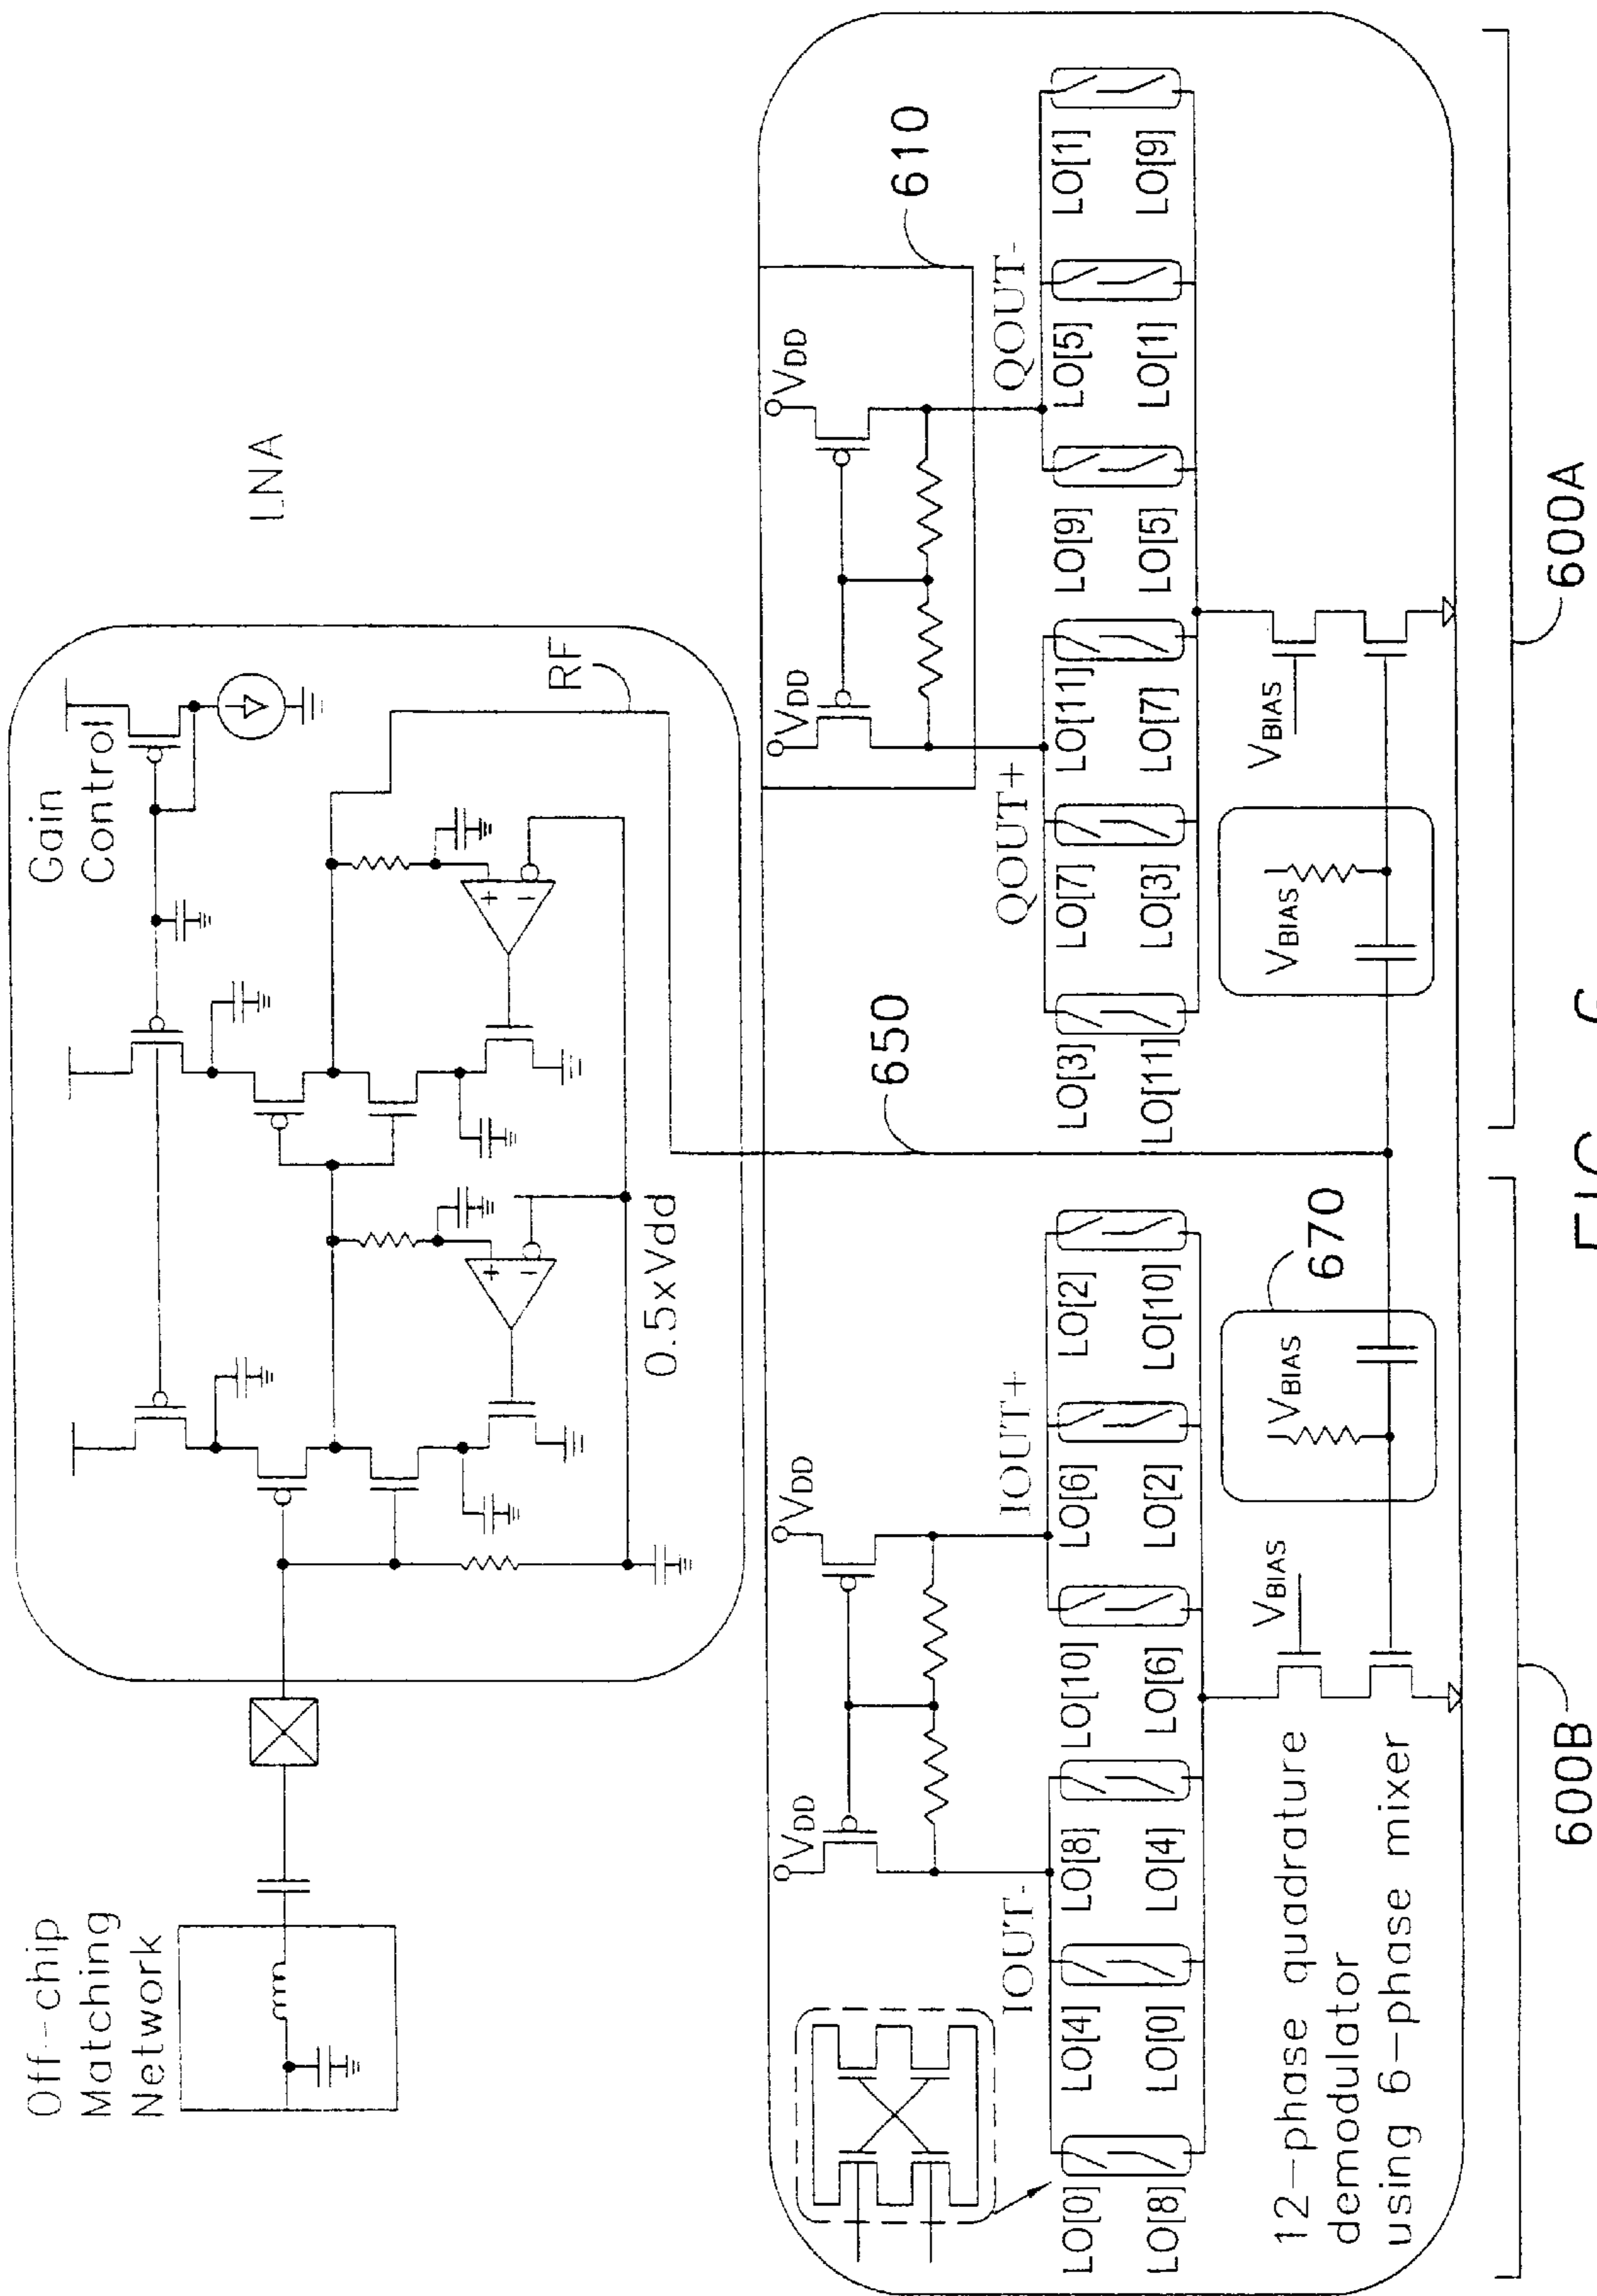 Off-chip
Matching
Network
LNA
Gain
Control
RF
0.5xVdd
650
610
VDD
VDD
VDD
VDD
IOUT-
IOUT+
QOUT+
QOUT-
LO[0]
LO[8]
LO[4]
LO[0]
LO[8]
LO[4]
LO[10]
LO[6]
LO[6]
LO[2]
LO[2]
LO[10]
LO[3]
LO[11]
LO[7]
LO[3]
LO[11]
LO[7]
LO[9]
LO[5]
LO[5]
LO[1]
LO[1]
LO[9]
VBIAS
VBIAS
670
VBIAS
VBIAS
12-phase quadrature
demodulator
using 6-phase mixer
600B
600A